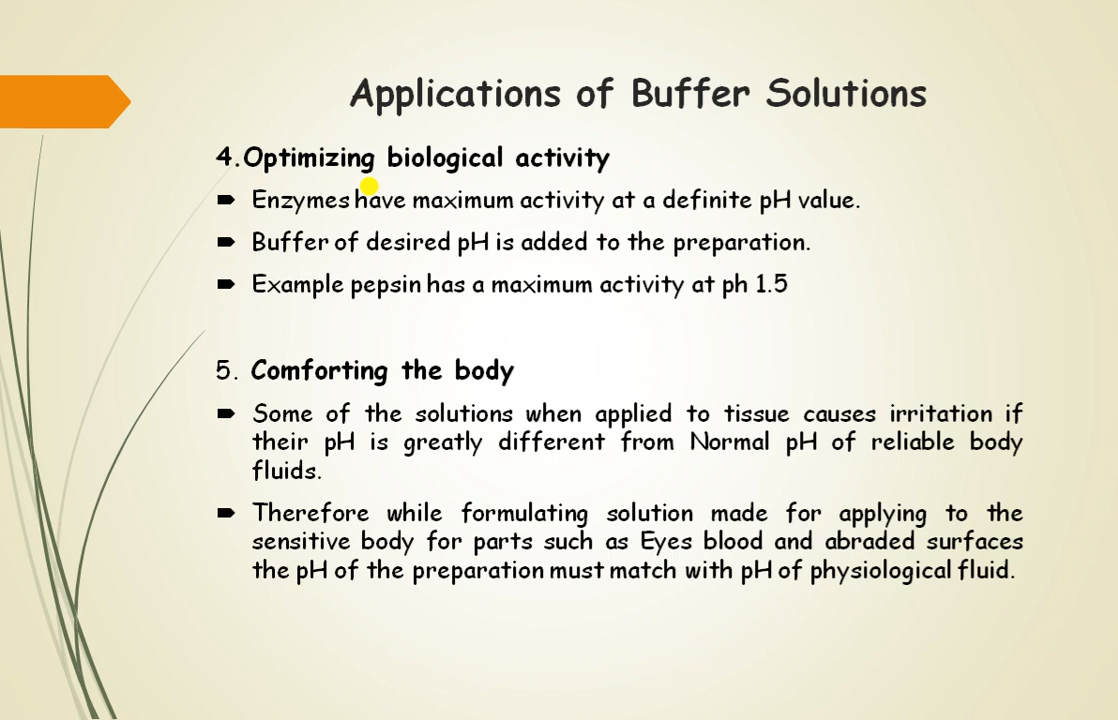 Applications of Buffer Solutions
4.Optimizing biological activity
Enzymes have maximum activity at a definite pH value.
Buffer of desired pH is added to the preparation.
Example pepsin has a maximum activity at ph 1.5
5. Comforting the body
Some of the solutions when applied to tissue causes irritation if
their pH is greatly different from Normal pH of reliable body
fluids.
Therefore while formulating solution made for applying to the
sensitive body for parts such as Eyes blood and abraded surfaces
the pH of the preparation must match with pH of physiological fluid.